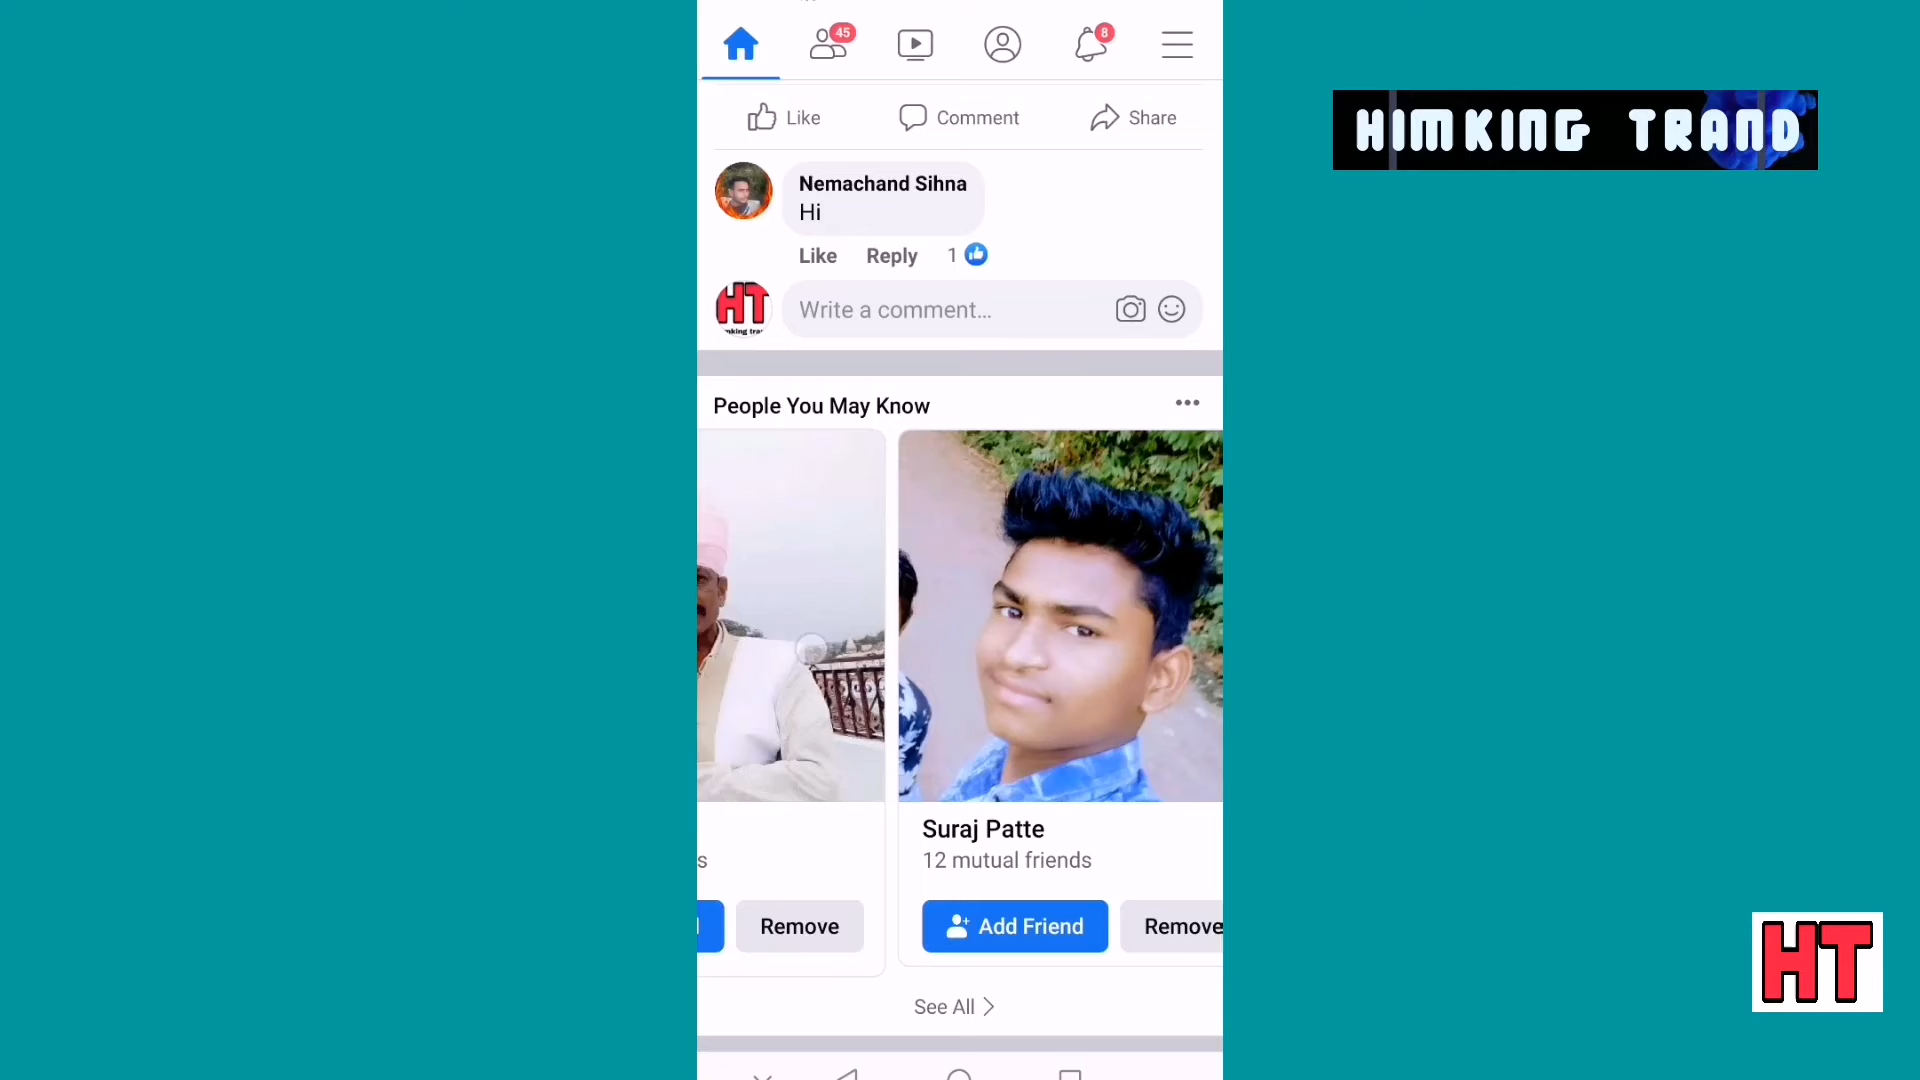 45
8
HIMKING TRAND
Like
Comment
Share
Nemachand Sihna
Hi
Like
Reply
1
HT
Write a comment...
People You May Know
Suraj Patte
s
12 mutual friends
Remove
Add Friend
Remove
HT
See All